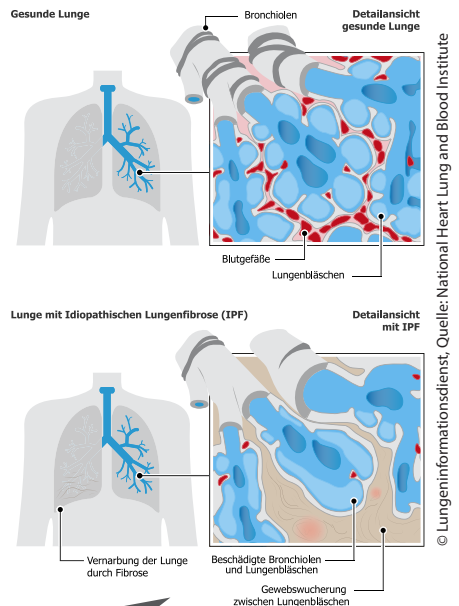 Gesunde Lunge
Bronchiolen
Detailansicht
gesunde Lunge
Blutgefäße
Lungenbläschen
Lunge mit Idiopathischen Lungenfibrose (IPF)
Detailansicht
mit IPF
Vernarbung der Lunge
durch Fibrose
Beschädigte Bronchiolen
und Lungenbläschen
Gewebswucherung
zwischen Lungenbläschen
© Lungeninformationsdienst, Quelle: National Heart Lung and Blood Institute